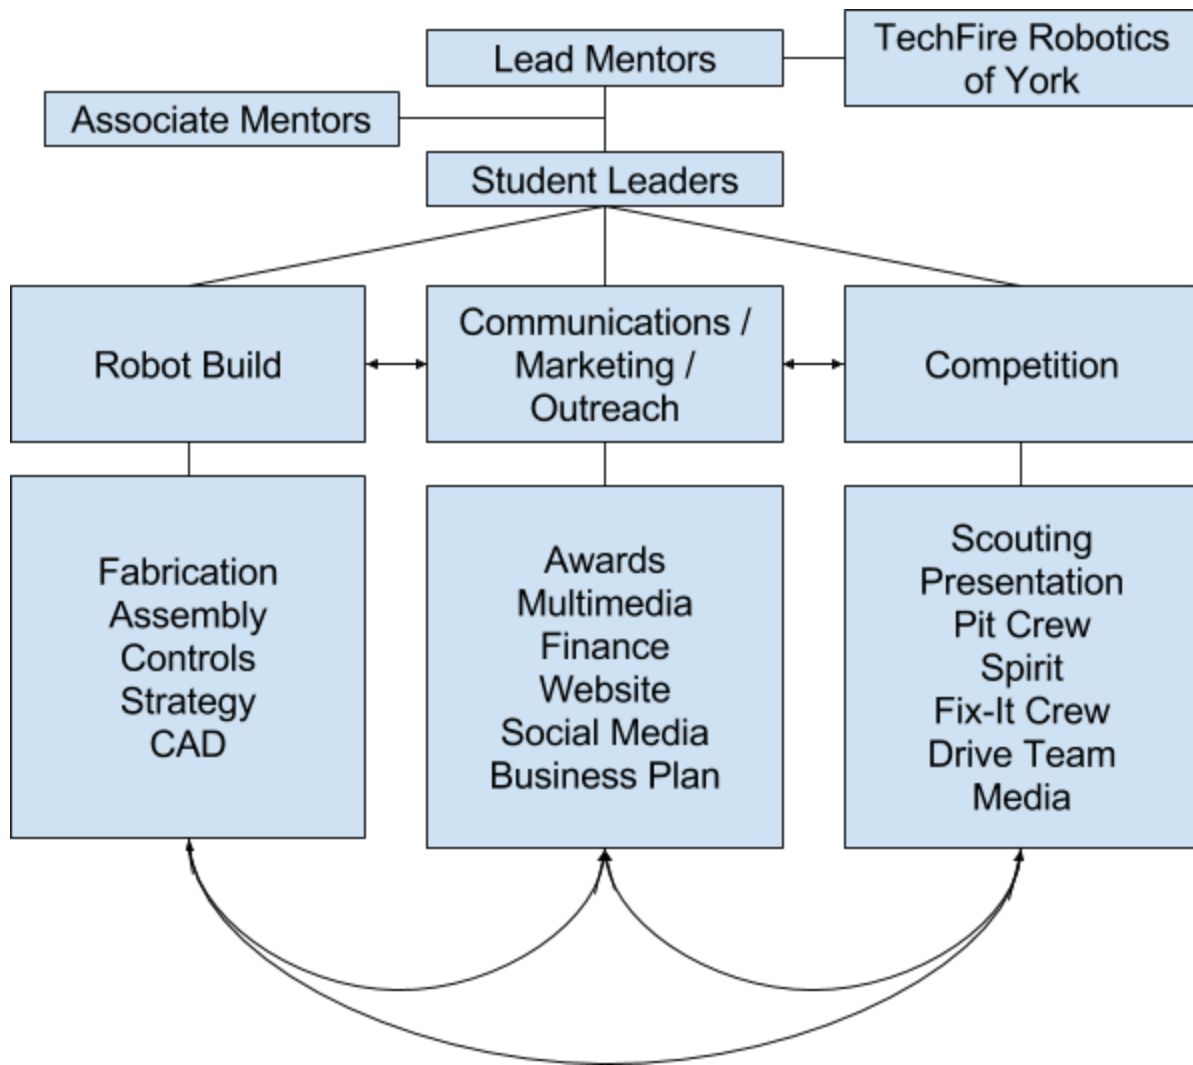 Lead Mentors
TechFire Robotics
of York
Associate Mentors
Student Leaders
Robot Build
Communications /
Marketing /
Outreach
Competition
Fabrication
Assembly
Controls
Strategy
CAD
Awards
Multimedia
Finance
Website
Social Media
Business Plan
Scouting
Presentation
Pit Crew
Spirit
Fix-It Crew
Drive Team
Media